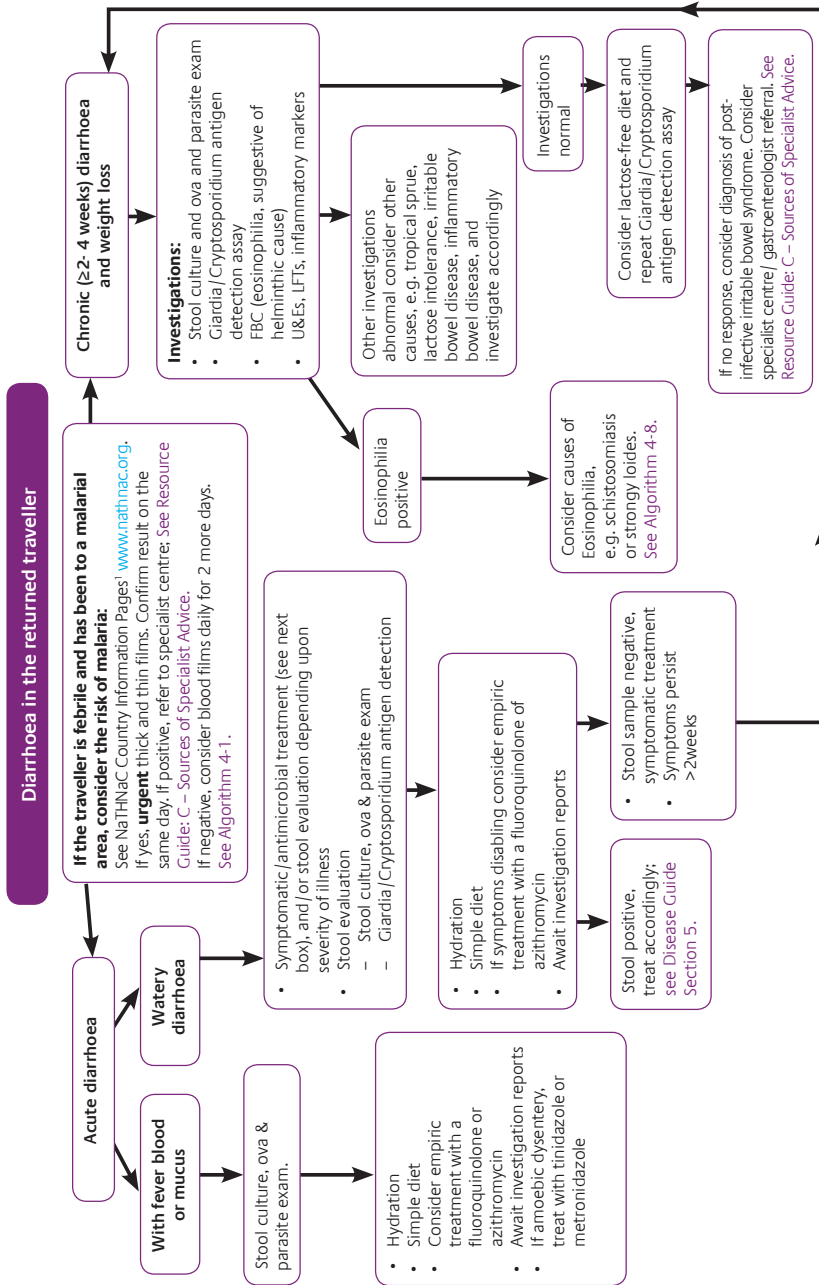 Diarrhoea in the returned traveller
If the traveller is febrile and has been to a malarial
area, consider the risk of malaria:
See NaTHNaC Country Information Pages¹ www.nathnac.org.
If yes, urgent thick and thin films. Confirm result on the
same day. If positive, refer to specialist centre; See Resource
Guide: C – Sources of Specialist Advice.
If negative, consider blood films daily for 2 more days.
See Algorithm 4-1.
Acute diarrhoea
With fever blood
or mucus
Stool culture, ova &
parasite exam.
• Hydration
• Simple diet
• Consider empiric
treatment with a
fluoroquinolone or
azithromycin
• Await investigation reports
• If amoebic dysentery,
treat with tinidazole or
metronidazole
Watery
diarrhoea
• Symptomatic/antimicrobial treatment (see next
box), and/or stool evaluation depending upon
severity of illness
• Stool evaluation
– Stool culture, ova & parasite exam
– Giardia/Cryptosporidium antigen detection
• Hydration
• Simple diet
• If symptoms disabling consider empiric
treatment with a fluoroquinolone of
azithromycin
• Await investigation reports
Stool positive,
treat accordingly;
see Disease Guide
Section 5.
• Stool sample negative,
symptomatic treatment
• Symptoms persist
>2weeks
Chronic (≥2- 4 weeks) diarrhoea
and weight loss
Investigations:
• Stool culture and ova and parasite exam
• Giardia/Cryptosporidium antigen
detection assay
• FBC (eosinophilia, suggestive of
helminthic cause)
• U&Es, LFTs, inflammatory markers
Eosinophilia
positive
Consider causes of
Eosinophilia,
e.g. schistosomiasis
or strongy loides.
See Algorithm 4-8.
Other investigations
abnormal consider other
causes, e.g. tropical sprue,
lactose intolerance, irritable
bowel disease, inflammatory
bowel disease, and
investigate accordingly
Investigations
normal
Consider lactose-free diet and
repeat Giardia/Cryptosporidium
antigen detection assay
If no response, consider diagnosis of post-
infective irritable bowel syndrome. Consider
specialist centre/ gastroenterologist referral. See
Resource Guide: C – Sources of Specialist Advice.